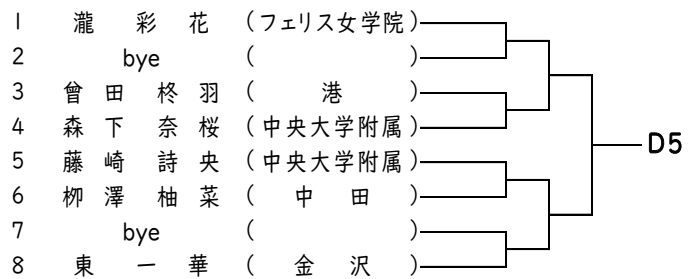 1 瀧 彩 花 (フェリス女学院)
2 bye ( )
3 曾 田 柊 羽 ( 港 )
4 森 下 奈 桜 (中央大学附属)
D5
5 藤 崎 詩 央 (中央大学附属)
6 栁 澤 柚 菜 ( 中 田 )
7 bye ( )
8 東 一 華 ( 金 沢 )